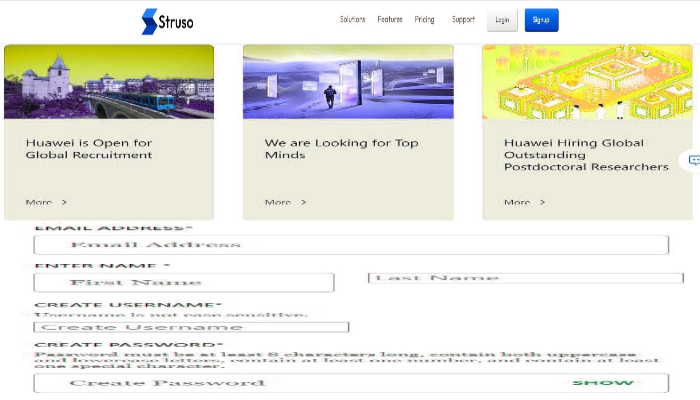 Struso
Solutions Features Pricing Support Login Signup
Huawei is Open for
Global Recruitment
More >
We are Looking for Top
Minds
More >
Huawei Hiring Global
Outstanding
Postdoctoral Researchers
More >
EMAIL ADDRESS*
Email Address
ENTER NAME *
First Name
Last Name
CREATE USERNAME*
Username is not case sensitive.
Create Username
CREATE PASSWORD*
Password must be at least 8 characters long, contain both uppercase
and lowercase letters, contain at least one number, and contain at least
one special character.
Create Password SHOW